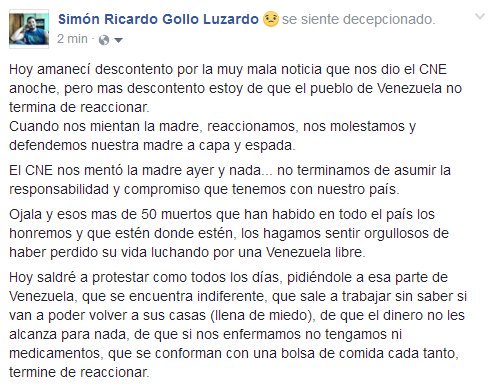 Simón Ricardo Gollo Luzardo 😟 se siente decepcionado.
2 min ·
Hoy amanecí descontento por la muy mala noticia que nos dio el CNE
anoche, pero mas descontento estoy de que el pueblo de Venezuela no
termina de reaccionar.
Cuando nos mientan la madre, reaccionamos, nos molestamos y
defendemos nuestra madre a capa y espada.
El CNE nos mentó la madre ayer y nada... no terminamos de asumir la
responsabilidad y compromiso que tenemos con nuestro país.
Ojala y esos mas de 50 muertos que han habido en todo el país los
honremos y que estén donde estén, los hagamos sentir orgullosos de
haber perdido su vida luchando por una Venezuela libre.
Hoy saldré a protestar como todos los días, pidiéndole a esa parte de
Venezuela, que se encuentra indiferente, que sale a trabajar sin saber si
van a poder volver a sus casas (llena de miedo), de que el dinero no les
alcanza para nada, de que si nos enfermamos no tengamos ni
medicamentos, que se conforman con una bolsa de comida cada tanto,
termine de reaccionar.